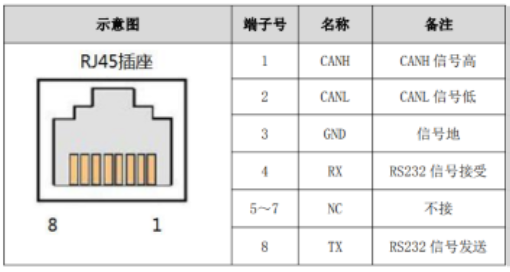 示意图 端子号 名称 备注
RJ45插座
8 1
1 CANH CANH 信号高
2 CANL CANL 信号低
3 GND 信号地
4 RX RS232 信号接受
5～7 NC 不接
8 TX RS232 信号发送